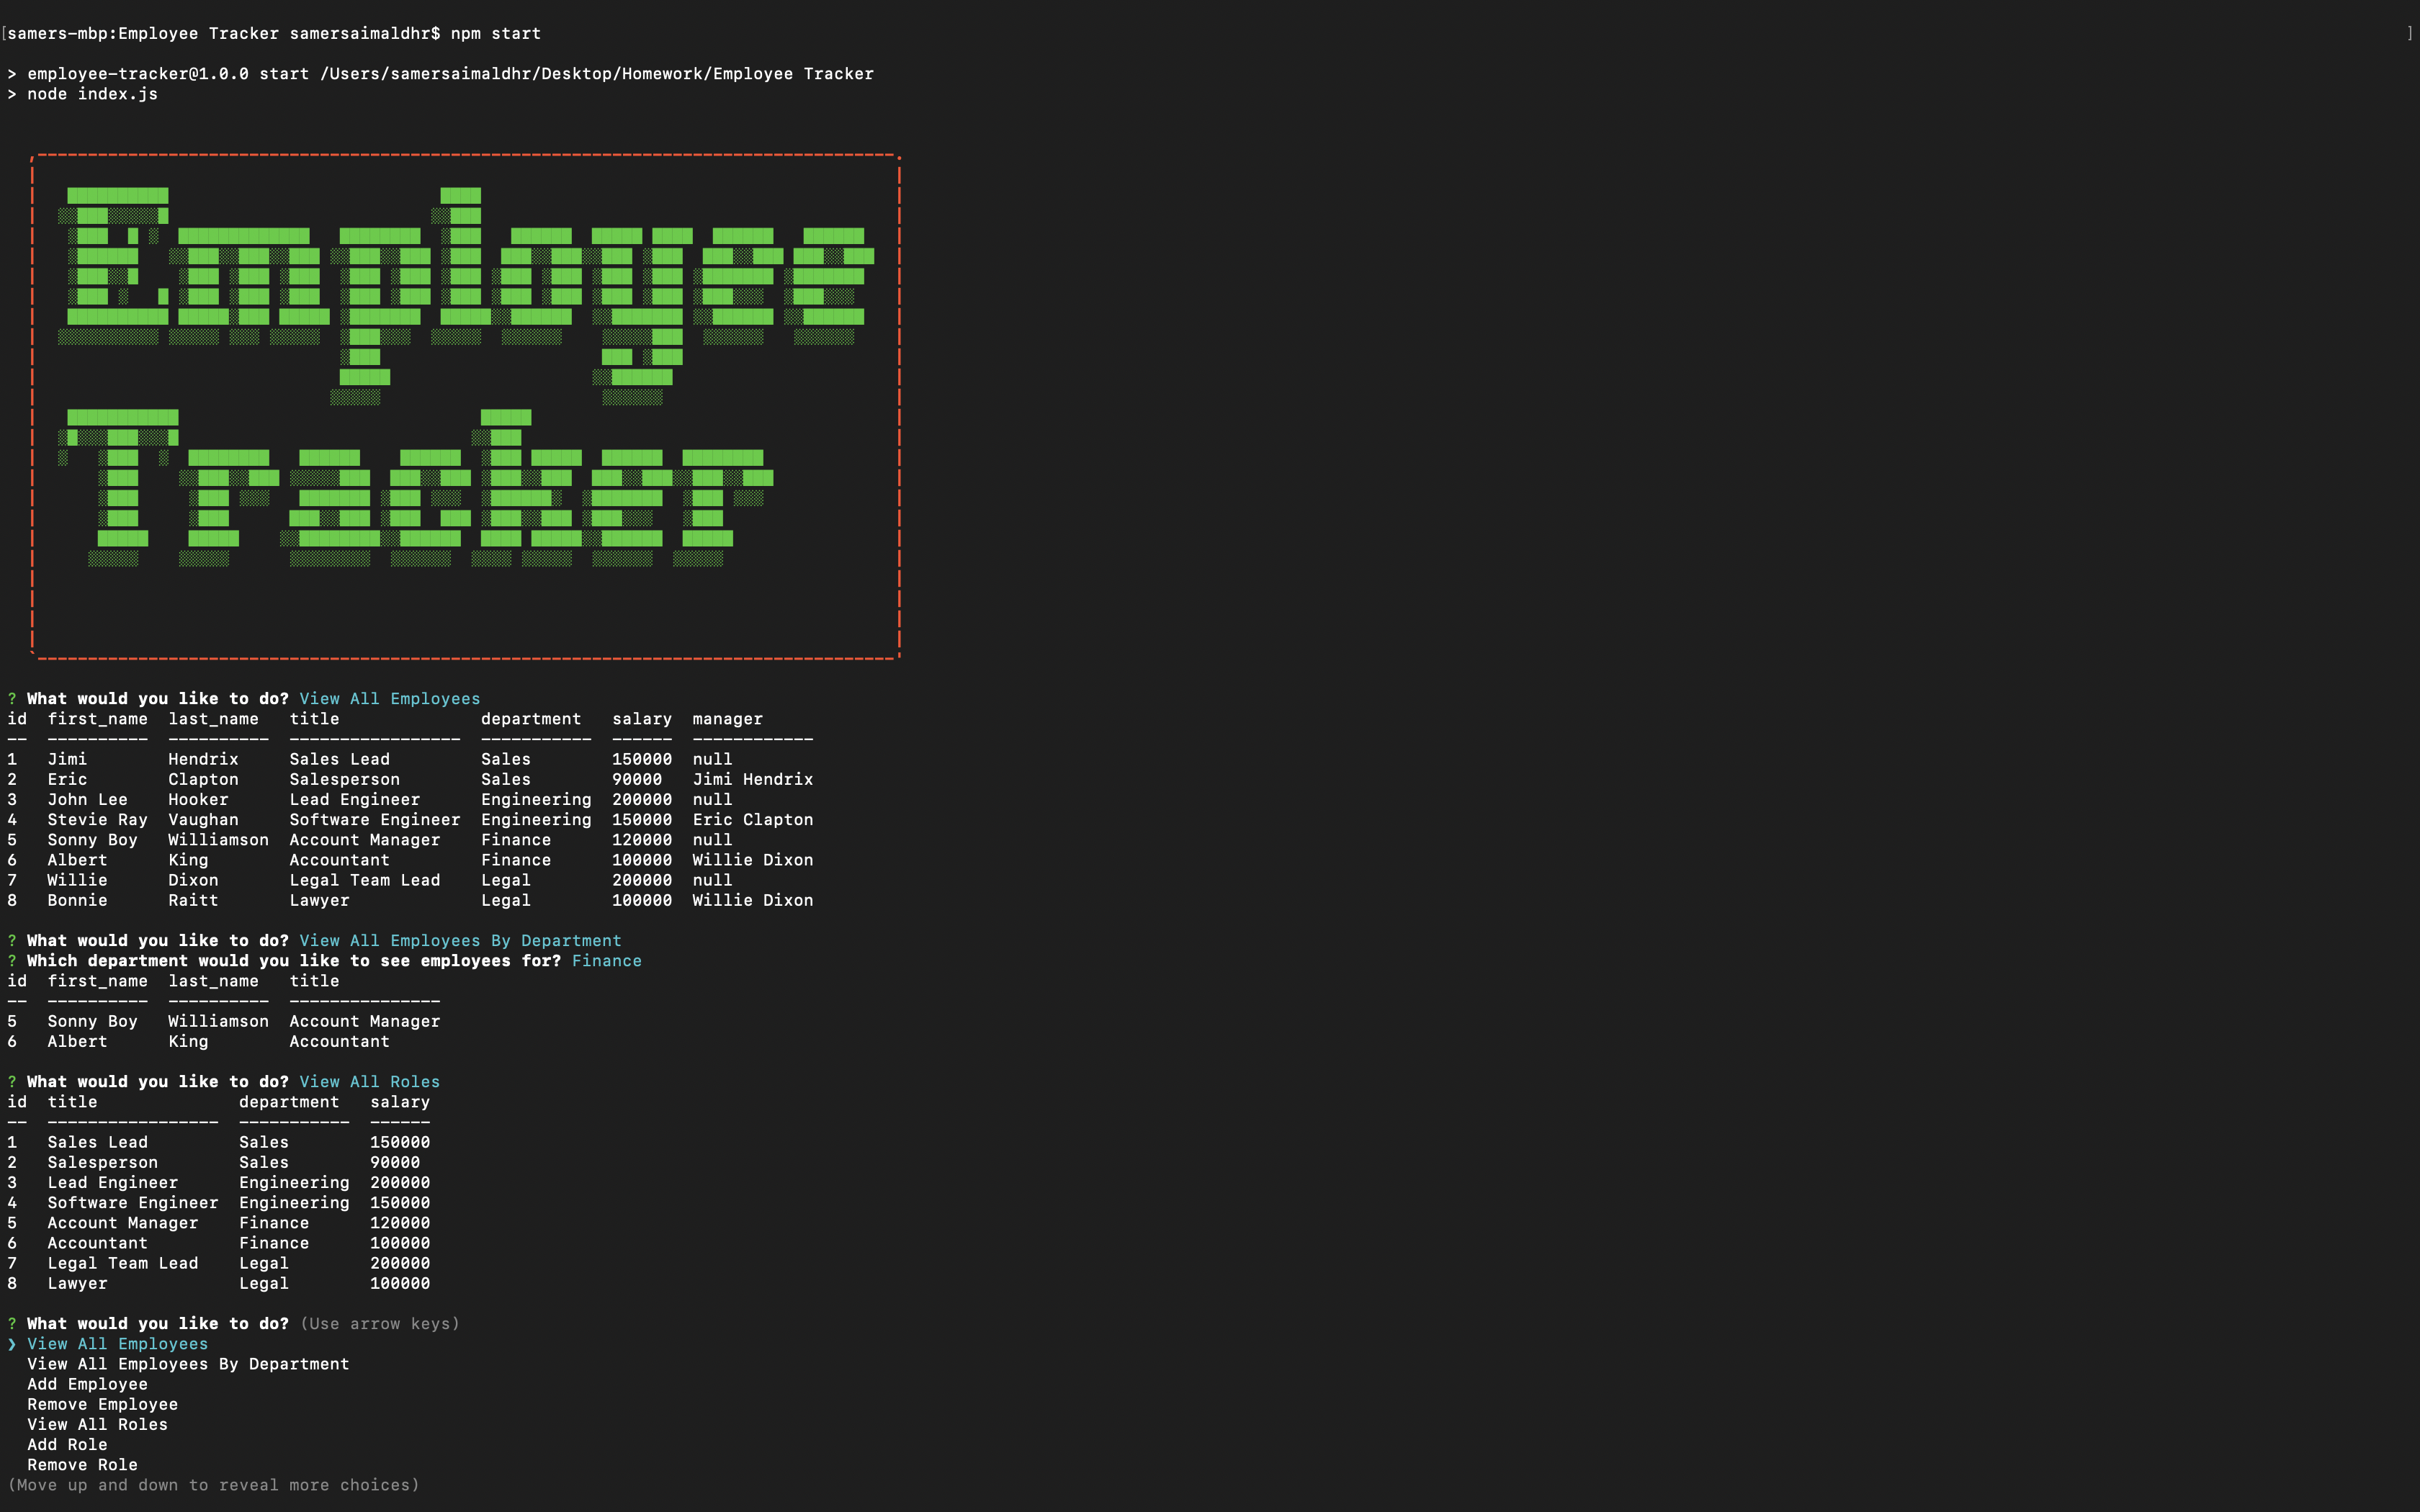 [samers-mbp:Employee Tracker samersaimaldhr$ npm start ]
> employee-tracker@1.0.0 start /Users/samersaimaldhr/Desktop/Homework/Employee Tracker
> node index.js
Employee
Tracker
? What would you like to do? View All Employees
id  first_name  last_name   title              department   salary  manager
--  ----------  ----------  -----------------  -----------  ------  ------------
1   Jimi        Hendrix     Sales Lead         Sales        150000  null
2   Eric        Clapton     Salesperson        Sales        90000   Jimi Hendrix
3   John Lee    Hooker      Lead Engineer      Engineering  200000  null
4   Stevie Ray  Vaughan     Software Engineer  Engineering  150000  Eric Clapton
5   Sonny Boy   Williamson  Account Manager    Finance      120000  null
6   Albert      King        Accountant         Finance      100000  Willie Dixon
7   Willie      Dixon       Legal Team Lead    Legal        200000  null
8   Bonnie      Raitt       Lawyer             Legal        100000  Willie Dixon
? What would you like to do? View All Employees By Department
? Which department would you like to see employees for? Finance
id  first_name  last_name   title
--  ----------  ----------  ---------------
5   Sonny Boy   Williamson  Account Manager
6   Albert      King        Accountant
? What would you like to do? View All Roles
id  title              department   salary
--  -----------------  -----------  ------
1   Sales Lead         Sales        150000
2   Salesperson        Sales        90000
3   Lead Engineer      Engineering  200000
4   Software Engineer  Engineering  150000
5   Account Manager    Finance      120000
6   Accountant         Finance      100000
7   Legal Team Lead    Legal        200000
8   Lawyer             Legal        100000
? What would you like to do? (Use arrow keys)
❯ View All Employees
  View All Employees By Department
  Add Employee
  Remove Employee
  View All Roles
  Add Role
  Remove Role
(Move up and down to reveal more choices)